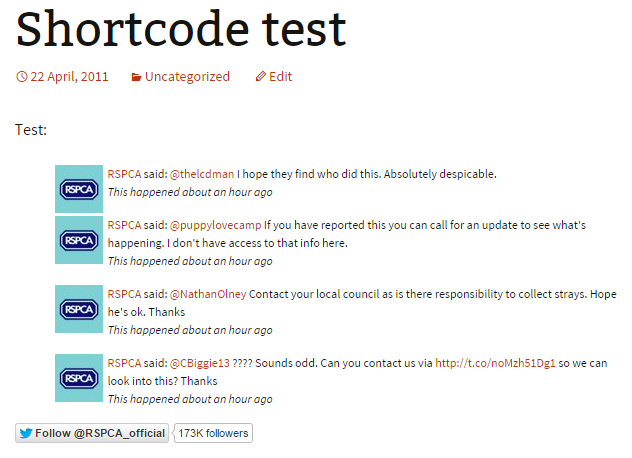 Shortcode test
22 April, 2011 Uncategorized Edit
Test:
RSPCA RSPCA said: @thelcdman I hope they find who did this. Absolutely despicable.
This happened about an hour ago
RSPCA RSPCA said: @puppylovecamp If you have reported this you can call for an update to see what's
happening. I don't have access to that info here.
This happened about an hour ago
RSPCA RSPCA said: @NathanOlney Contact your local council as is there responsibility to collect strays. Hope
he's ok. Thanks
This happened about an hour ago
RSPCA RSPCA said: @CBiggie13 ???? Sounds odd. Can you contact us via http://t.co/noMzh51Dg1 so we can
look into this? Thanks
This happened about an hour ago
Follow @RSPCA_official 173K followers